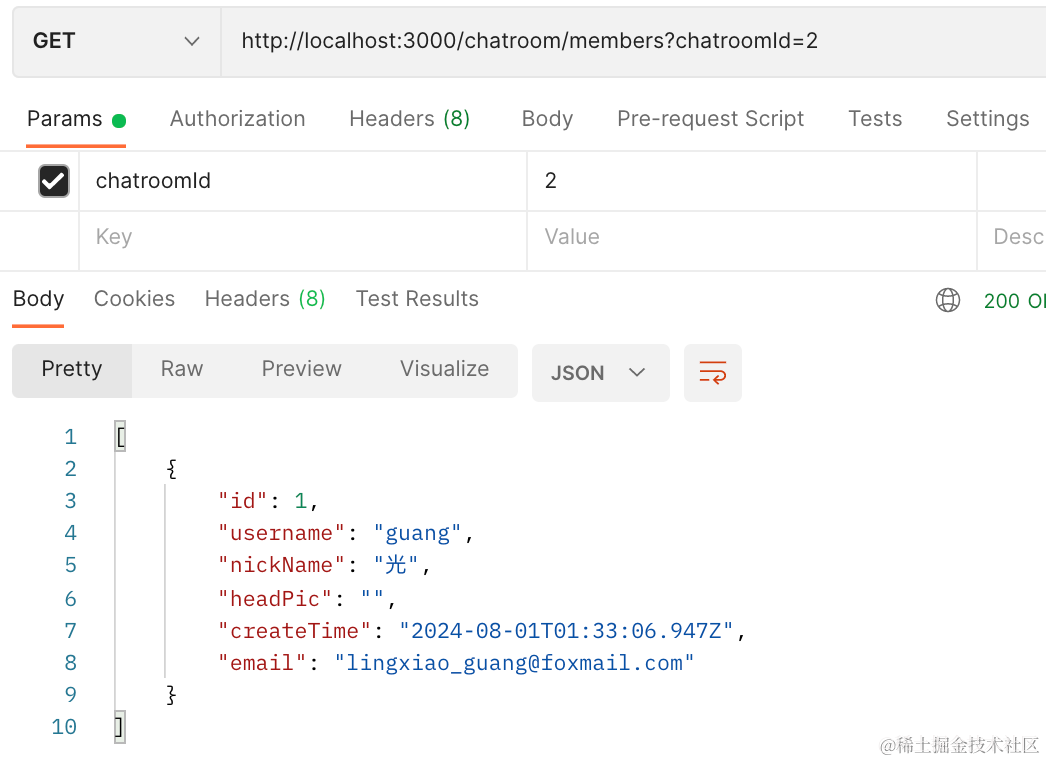 GET http://localhost:3000/chatroom/members?chatroomId=2
Params Authorization Headers (8) Body Pre-request Script Tests Settings
chatroomId 2
Key Value Desc
Body Cookies Headers (8) Test Results 200 OK
Pretty Raw Preview Visualize JSON
1 [
2 {
3 "id": 1,
4 "username": "guang",
5 "nickName": "光",
6 "headPic": "",
7 "createTime": "2024-08-01T01:33:06.947Z",
8 "email": "lingxiao_guang@foxmail.com"
9 }
10 ]
@稀土掘金技术社区